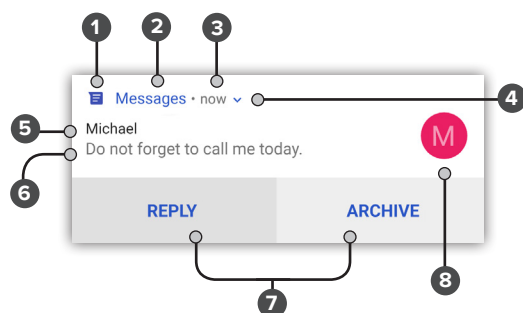 1 2 3
Messages • now
4
5 Michael
6 Do not forget to call me today.
M
REPLY ARCHIVE
7 8